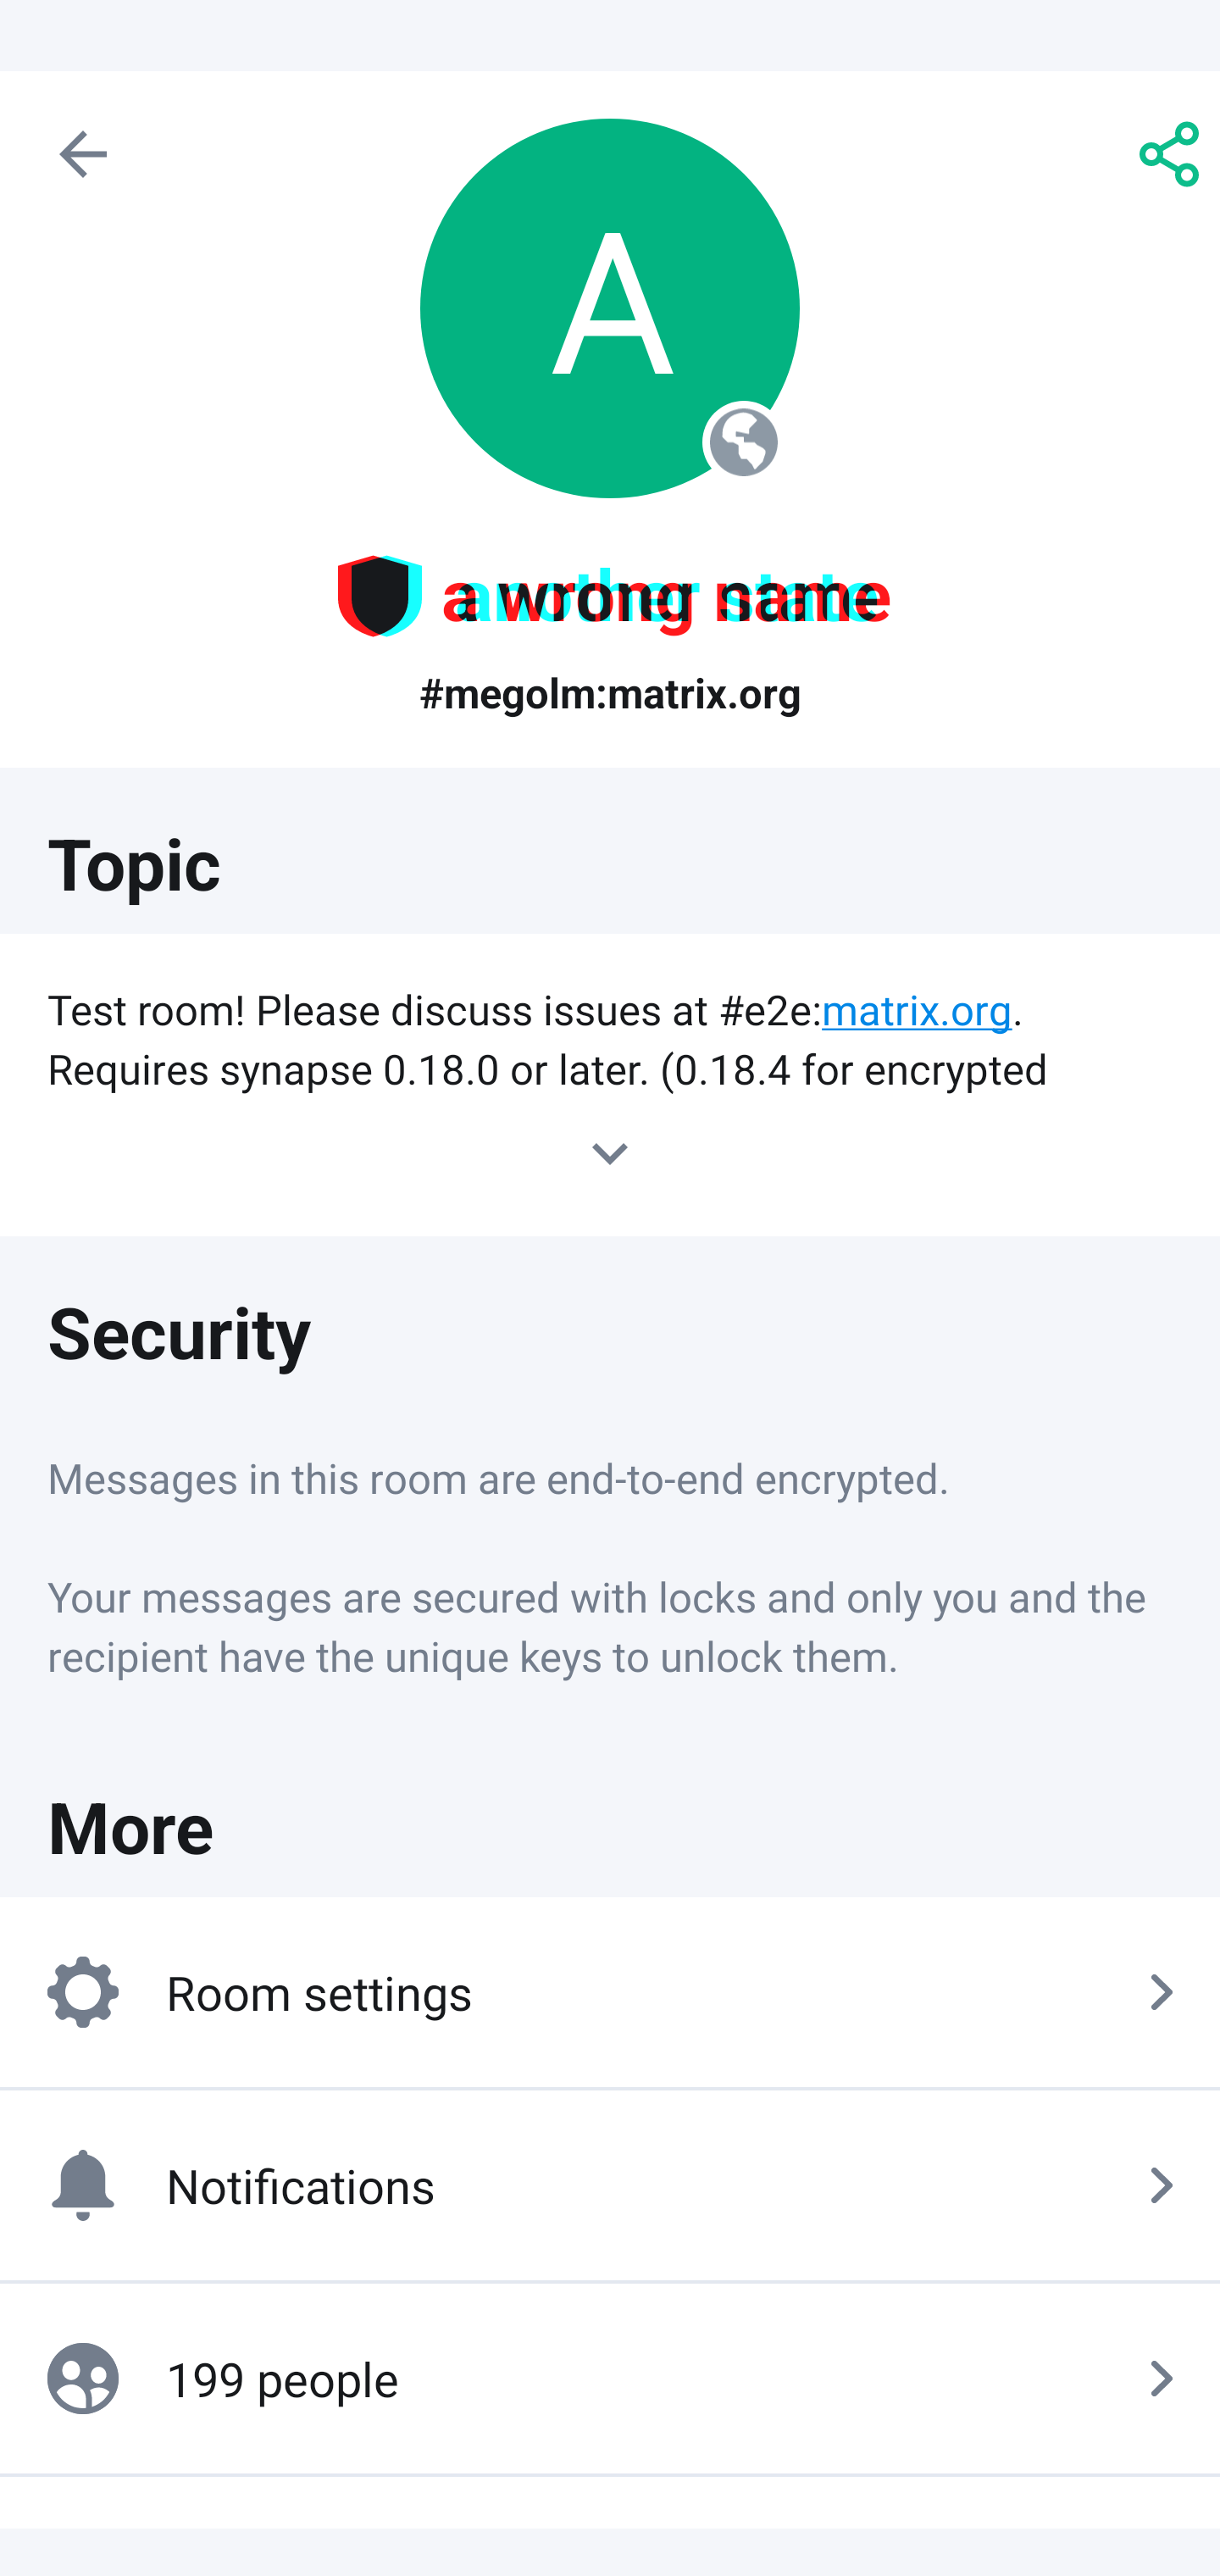 A
a wrong name
#megolm:matrix.org
Topic
Test room! Please discuss issues at #e2e:matrix.org.
Requires synapse 0.18.0 or later. (0.18.4 for encrypted
Security
Messages in this room are end-to-end encrypted.
Your messages are secured with locks and only you and the
recipient have the unique keys to unlock them.
More
Room settings
Notifications
199 people